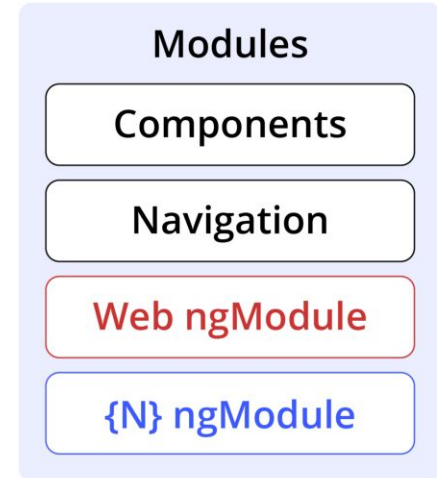 Modules
Components
Navigation
Web ngModule
{N} ngModule